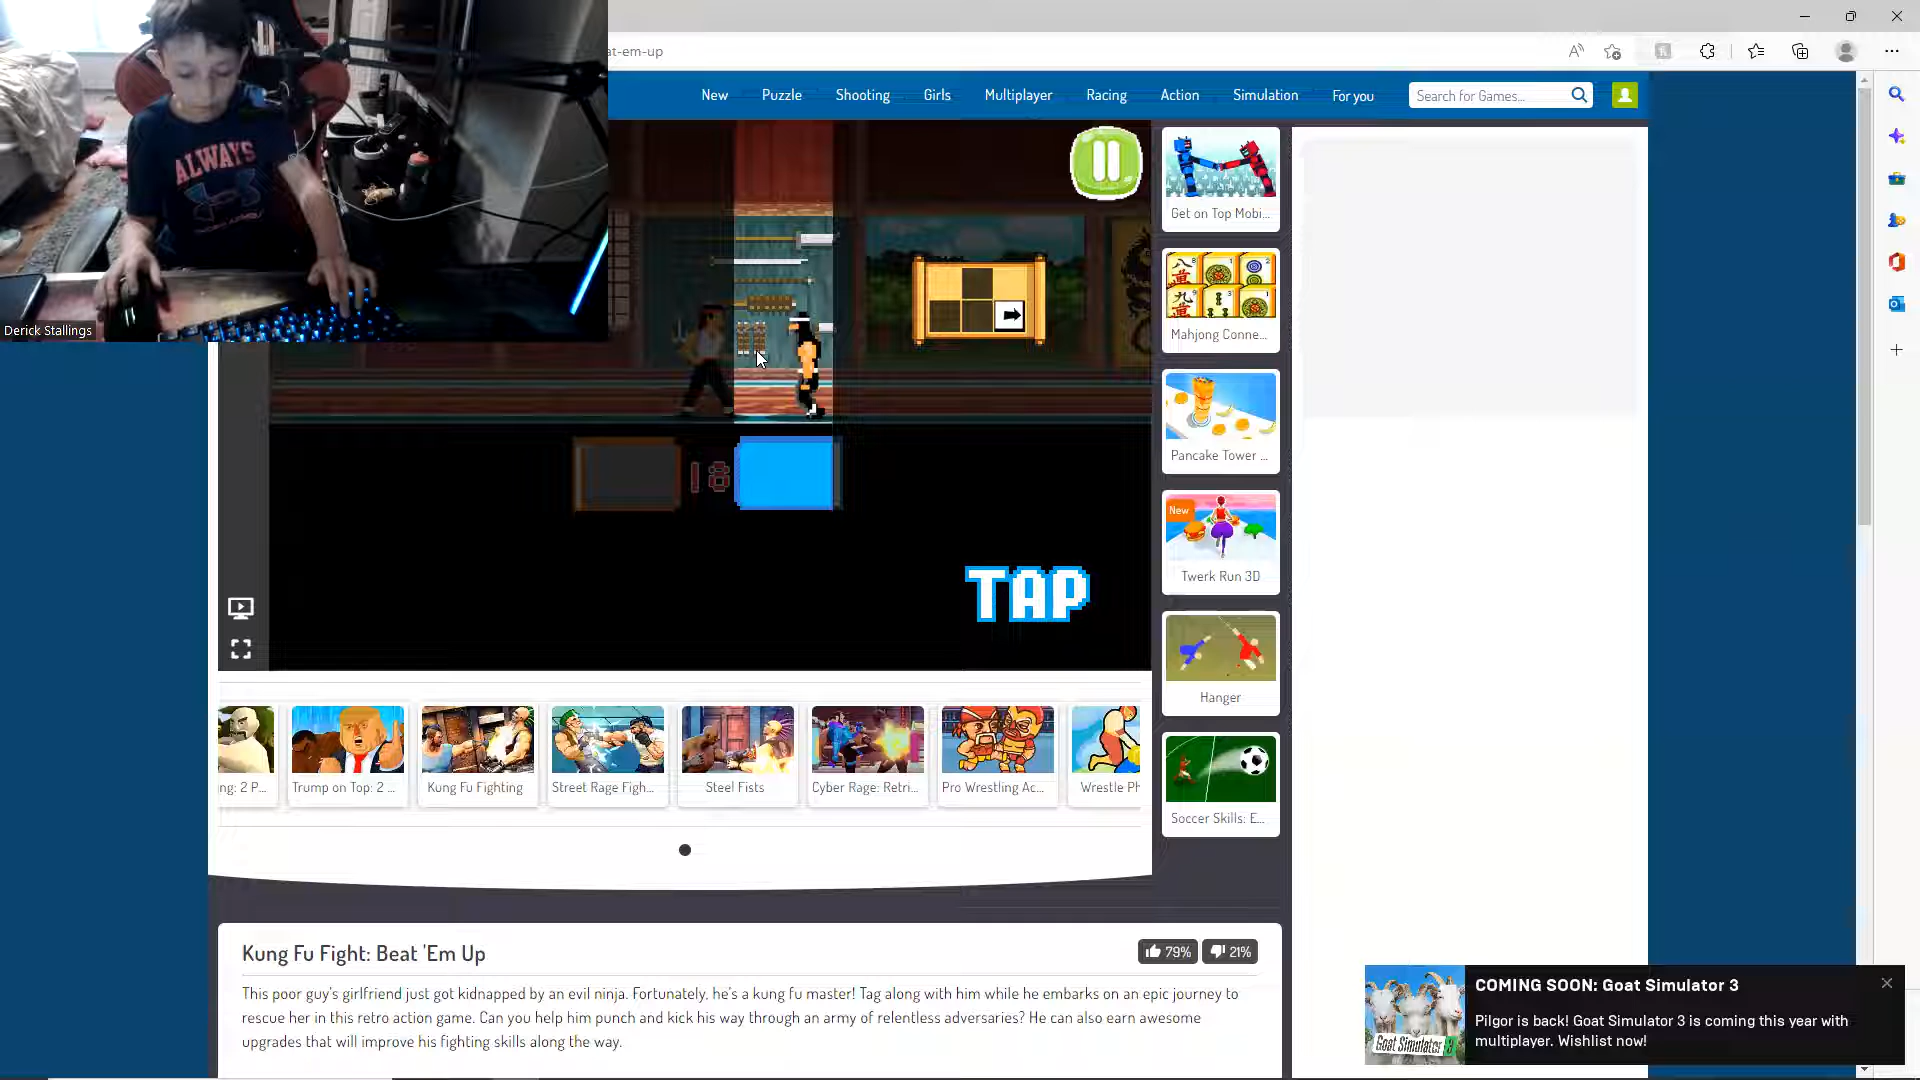 at-em-up
New
Puzzle
Shooting
Girls
Multiplayer
Racing
Action
Simulation
For you
Search for Games...
ALWAYS
Derick Stallings
18
TAP
Get on Top Mobi...
Mahjong Conne...
Pancake Tower ...
New
Twerk Run 3D
Hanger
Soccer Skills: E...
ng: 2 P...
Trump on Top: 2 ...
Kung Fu Fighting
Street Rage Figh...
Steel Fists
Cyber Rage: Retri...
Pro Wrestling Ac...
Wrestle Ph
Kung Fu Fight: Beat 'Em Up
79%
21%
This poor guy's girlfriend just got kidnapped by an evil ninja. Fortunately, he's a kung fu master! Tag along with him while he embarks on an epic journey to
rescue her in this retro action game. Can you help him punch and kick his way through an army of relentless adversaries? He can also earn awesome
upgrades that will improve his fighting skills along the way.
Goat Simulator 3
COMING SOON: Goat Simulator 3
Pilgor is back! Goat Simulator 3 is coming this year with
multiplayer. Wishlist now!